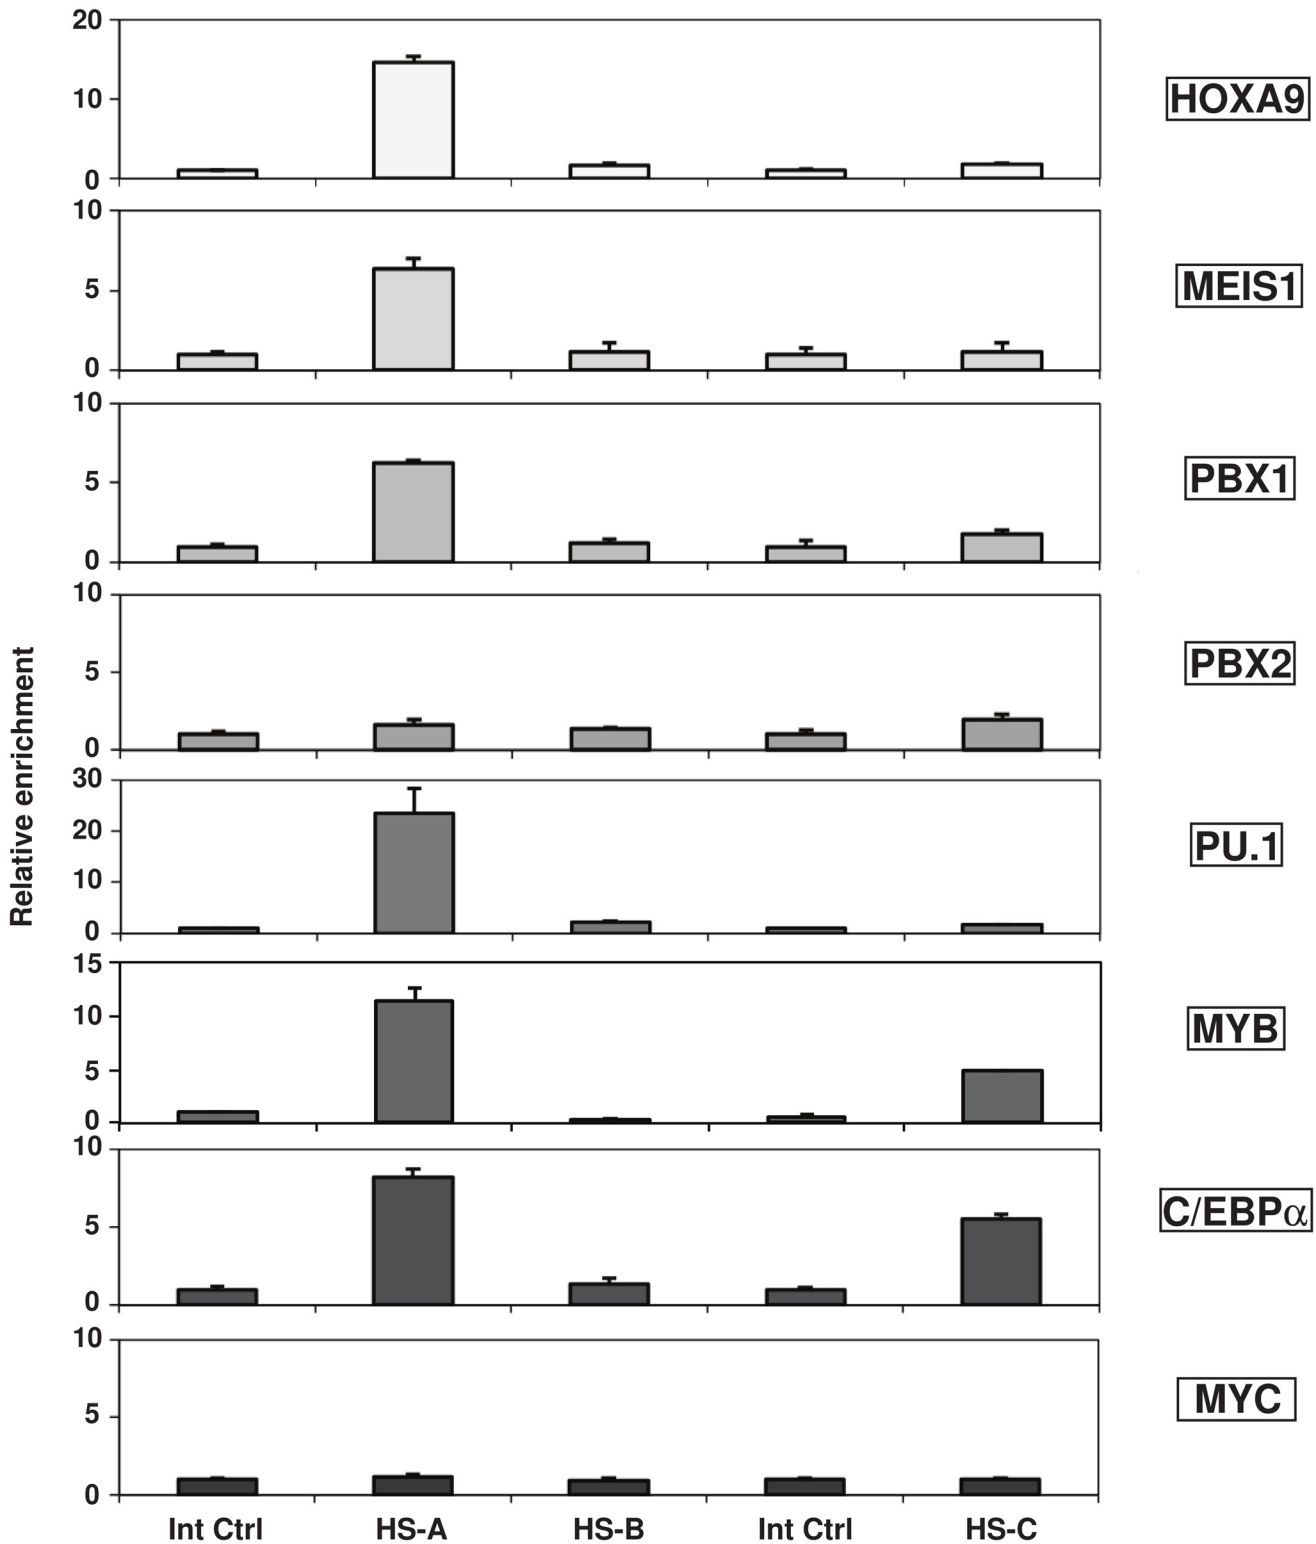 20
10
0
HOXA9
10
5
0
MEIS1
10
5
0
PBX1
10
5
0
PBX2
Relative enrichment
30
20
10
0
PU.1
15
10
5
0
MYB
10
5
0
C/EBPα
10
5
0
MYC
Int Ctrl HS-A HS-B Int Ctrl HS-C